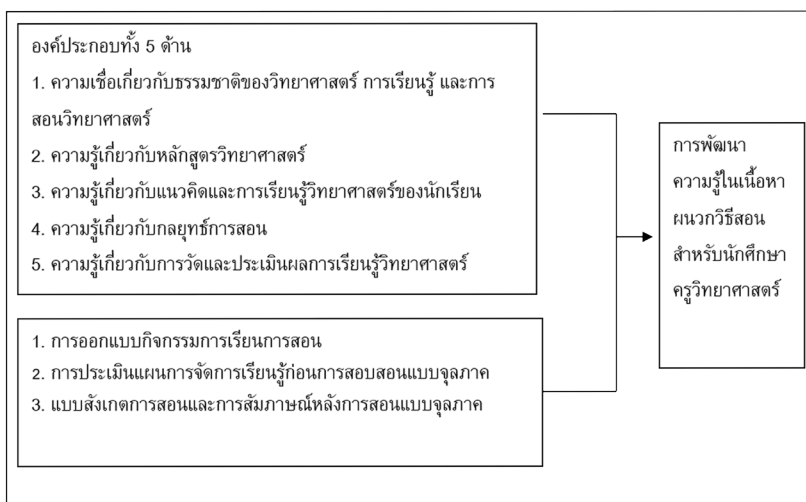 องค์ประกอบทั้ง 5 ด้าน
1. ความเชื่อเกี่ยวกับธรรมชาติของวิทยาศาสตร์ การเรียนรู้ และการ
สอนวิทยาศาสตร์
2. ความรู้เกี่ยวกับหลักสูตรวิทยาศาสตร์
3. ความรู้เกี่ยวกับแนวคิดและการเรียนรู้วิทยาศาสตร์ของนักเรียน
4. ความรู้เกี่ยวกับกลยุทธ์การสอน
5. ความรู้เกี่ยวกับการวัดและประเมินผลการเรียนรู้วิทยาศาสตร์
1. การออกแบบกิจกรรมการเรียนการสอน
2. การประเมินแผนการจัดการเรียนรู้ก่อนการสอบสอนแบบจุลภาค
3. แบบสังเกตการสอนและการสัมภาษณ์หลังการสอนแบบจุลภาค
การพัฒนา
ความรู้ในเนื้อหา
ผนวกวิธีสอน
สำหรับนักศึกษา
ครูวิทยาศาสตร์